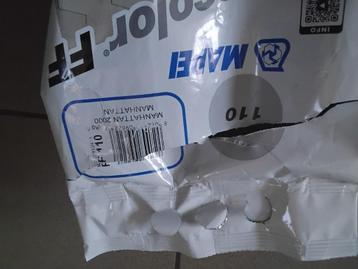 color FF
®
MAPEI
INFO
110
MANHATTAN 2000
MANHATTAN
FF 110